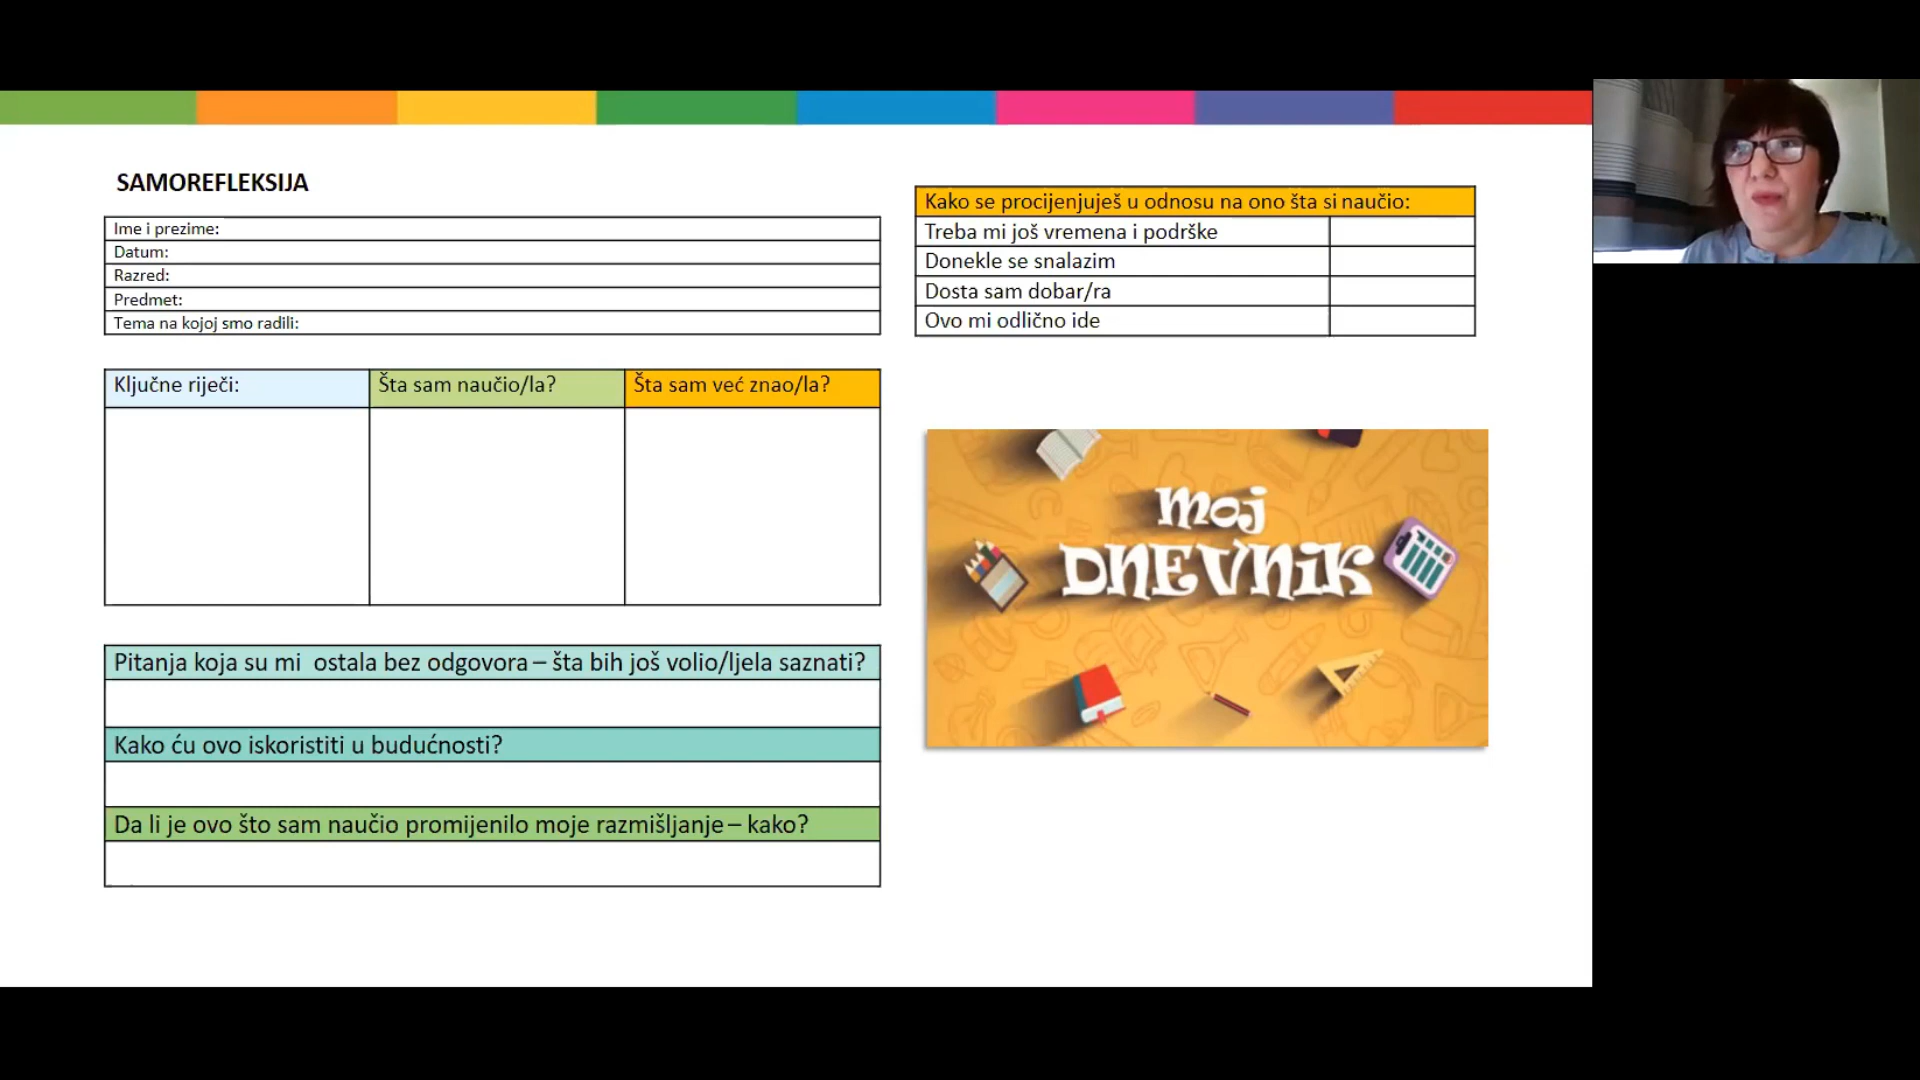 SAMOREFLEKSIJA
Ime i prezime:
Datum:
Razred:
Predmet:
Tema na kojoj smo radili:
Ključne riječi:
Šta sam naučio/la?
Šta sam već znao/la?
Pitanja koja su mi  ostala bez odgovora – šta bih još volio/ljela saznati?
Kako ću ovo iskoristiti u budućnosti?
Da li je ovo što sam naučio promijenilo moje razmišljanje – kako?
Kako se procijenjuješ u odnosu na ono šta si naučio:
Treba mi još vremena i podrške
Donekle se snalazim
Dosta sam dobar/ra
Ovo mi odlično ide
moj
DNEVNiK